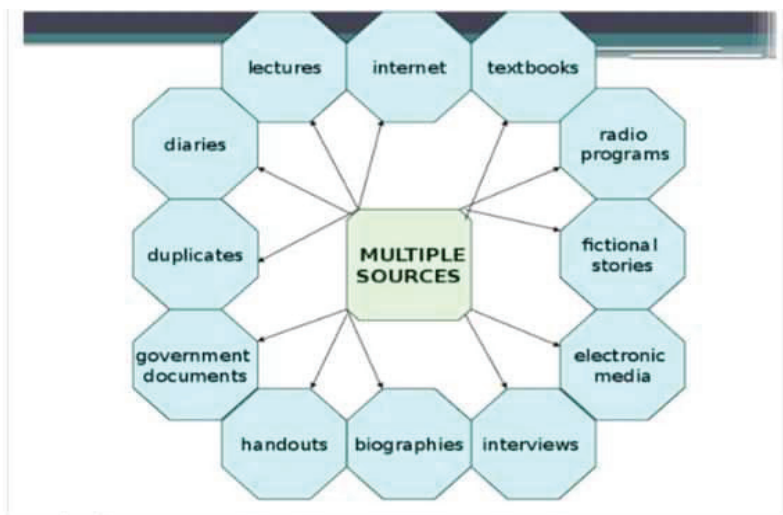 lectures
internet
textbooks
diaries
radio
programs
duplicates
MULTIPLE
SOURCES
fictional
stories
government
documents
electronic
media
handouts
biographies
interviews